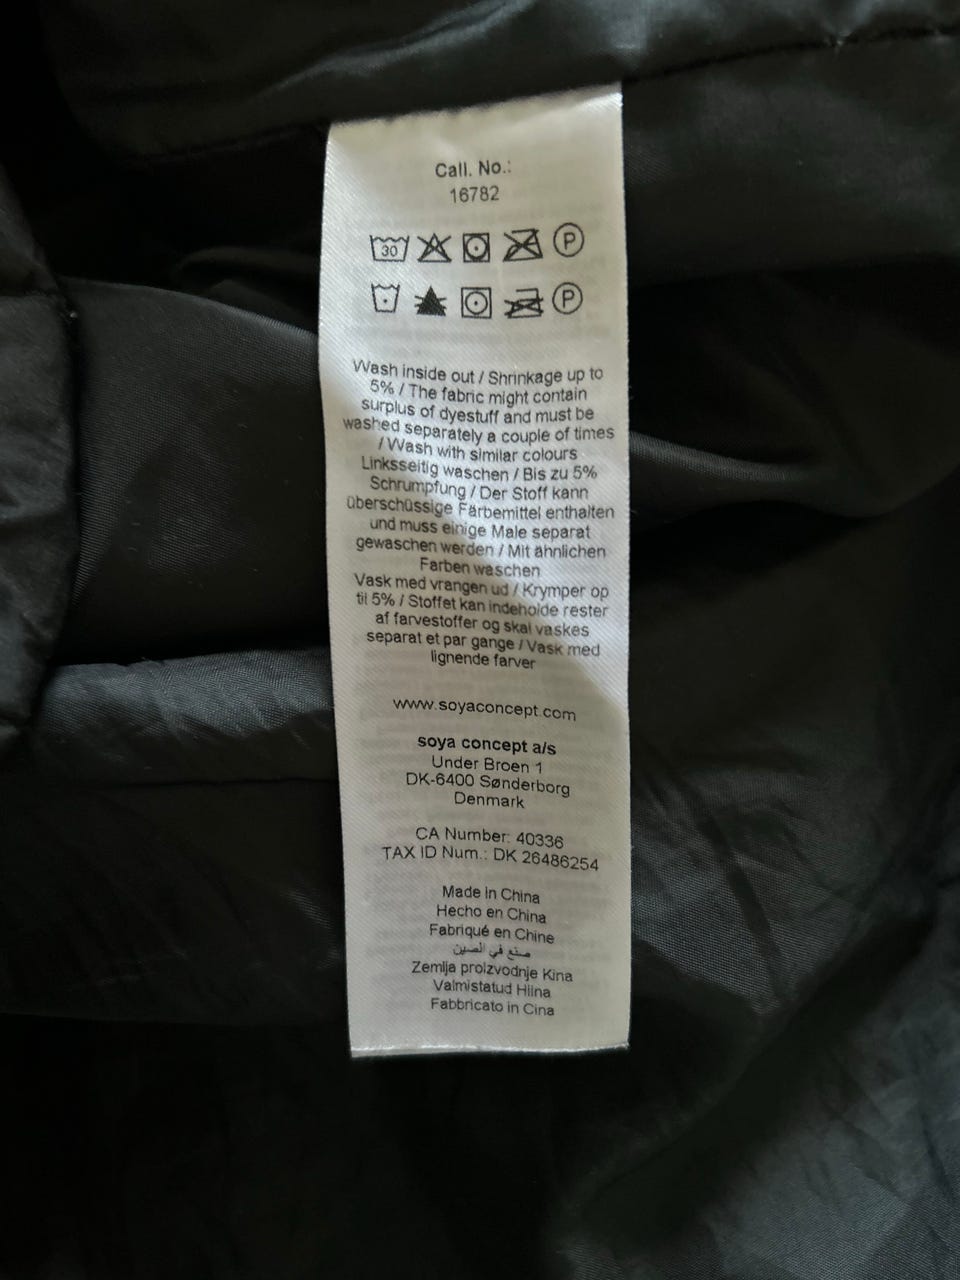 Call. No.:
16782
30 P
P
Wash inside out / Shrinkage up to
5% / The fabric might contain
surplus of dyestuff and must be
washed separately a couple of times
/ Wash with similar colours
Linksseitig waschen / Bis zu 5%
Schrumpfung / Der Stoff kann
überschüssige Färbemittel enthalten
und muss einige Male separat
gewaschen werden / Mit ähnlichen
Farben waschen
Vask med vrangen ud / Krymper op
til 5% / Stoffet kan indeholde rester
af farvestoffer og skal vaskes
separat et par gange / Vask med
lignende farver
www.soyaconcept.com
soya concept a/s
Under Broen 1
DK-6400 Sønderborg
Denmark
CA Number: 40336
TAX ID Num.: DK 26486254
Made in China
Hecho en China
Fabriqué en Chine
صنع في الصين
Zemlja proizvodnje Kina
Valmistatud Hiina
Fabbricato in Cina